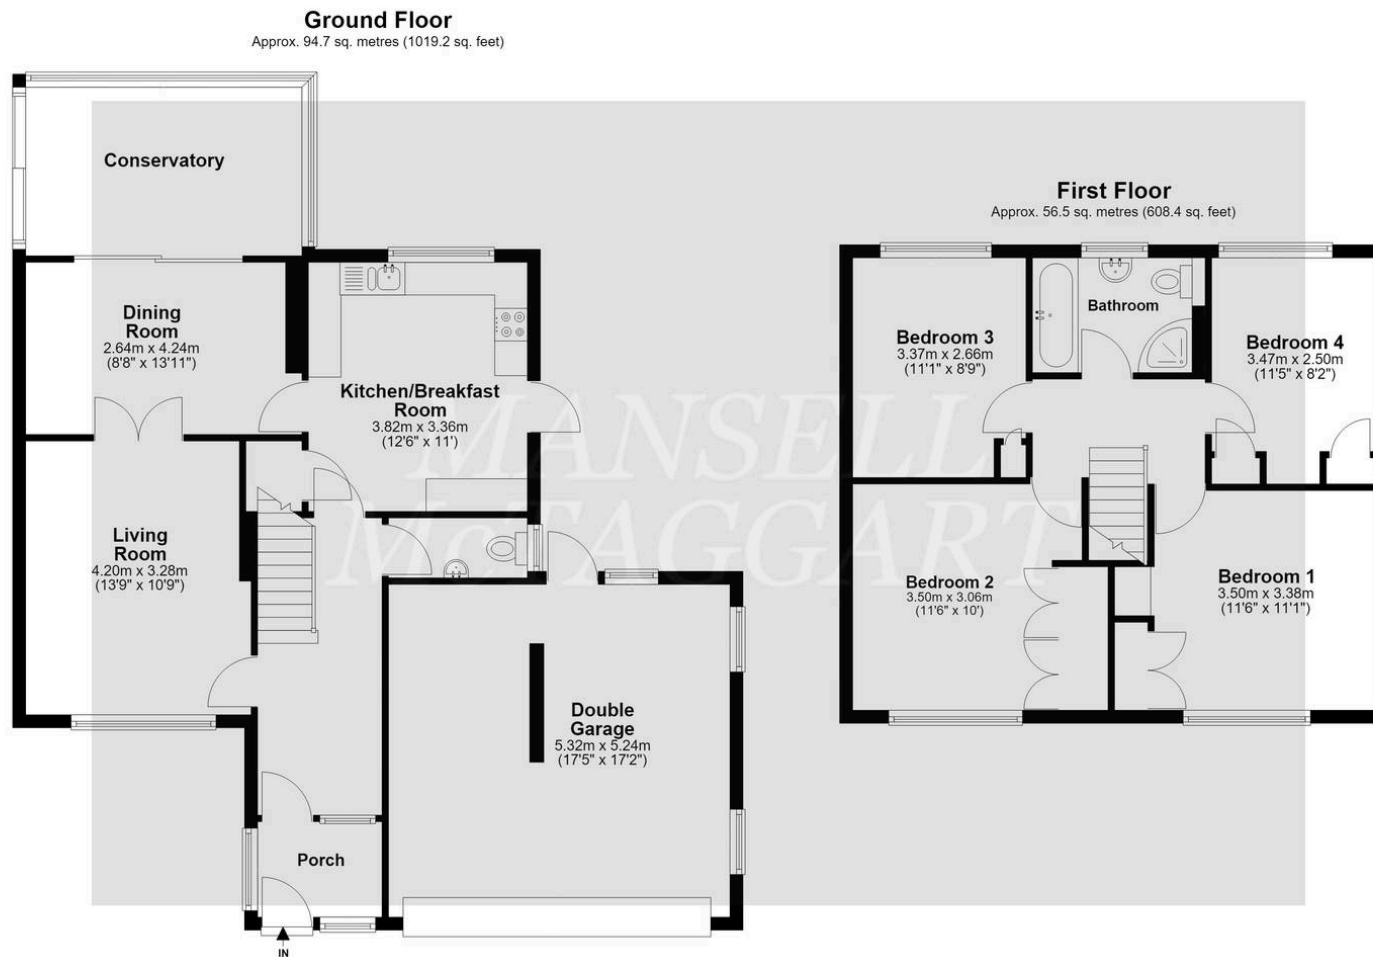 Ground Floor
Approx. 94.7 sq. metres (1019.2 sq. feet)
Conservatory
Dining
Room
2.64m x 4.24m
(8'8" x 13'11")
Kitchen/Breakfast
Room
3.82m x 3.36m
(12'6" x 11')
Living
Room
4.20m x 3.28m
(13'9" x 10'9")
Double
Garage
5.32m x 5.24m
(17'5" x 17'2")
Porch
IN
First Floor
Approx. 56.5 sq. metres (608.4 sq. feet)
Bedroom 3
3.37m x 2.66m
(11'1" x 8'9")
Bathroom
Bedroom 4
3.47m x 2.50m
(11'5" x 8'2")
Bedroom 2
3.50m x 3.06m
(11'6" x 10')
Bedroom 1
3.50m x 3.38m
(11'6" x 11'1")
MANSELL
McTAGGART